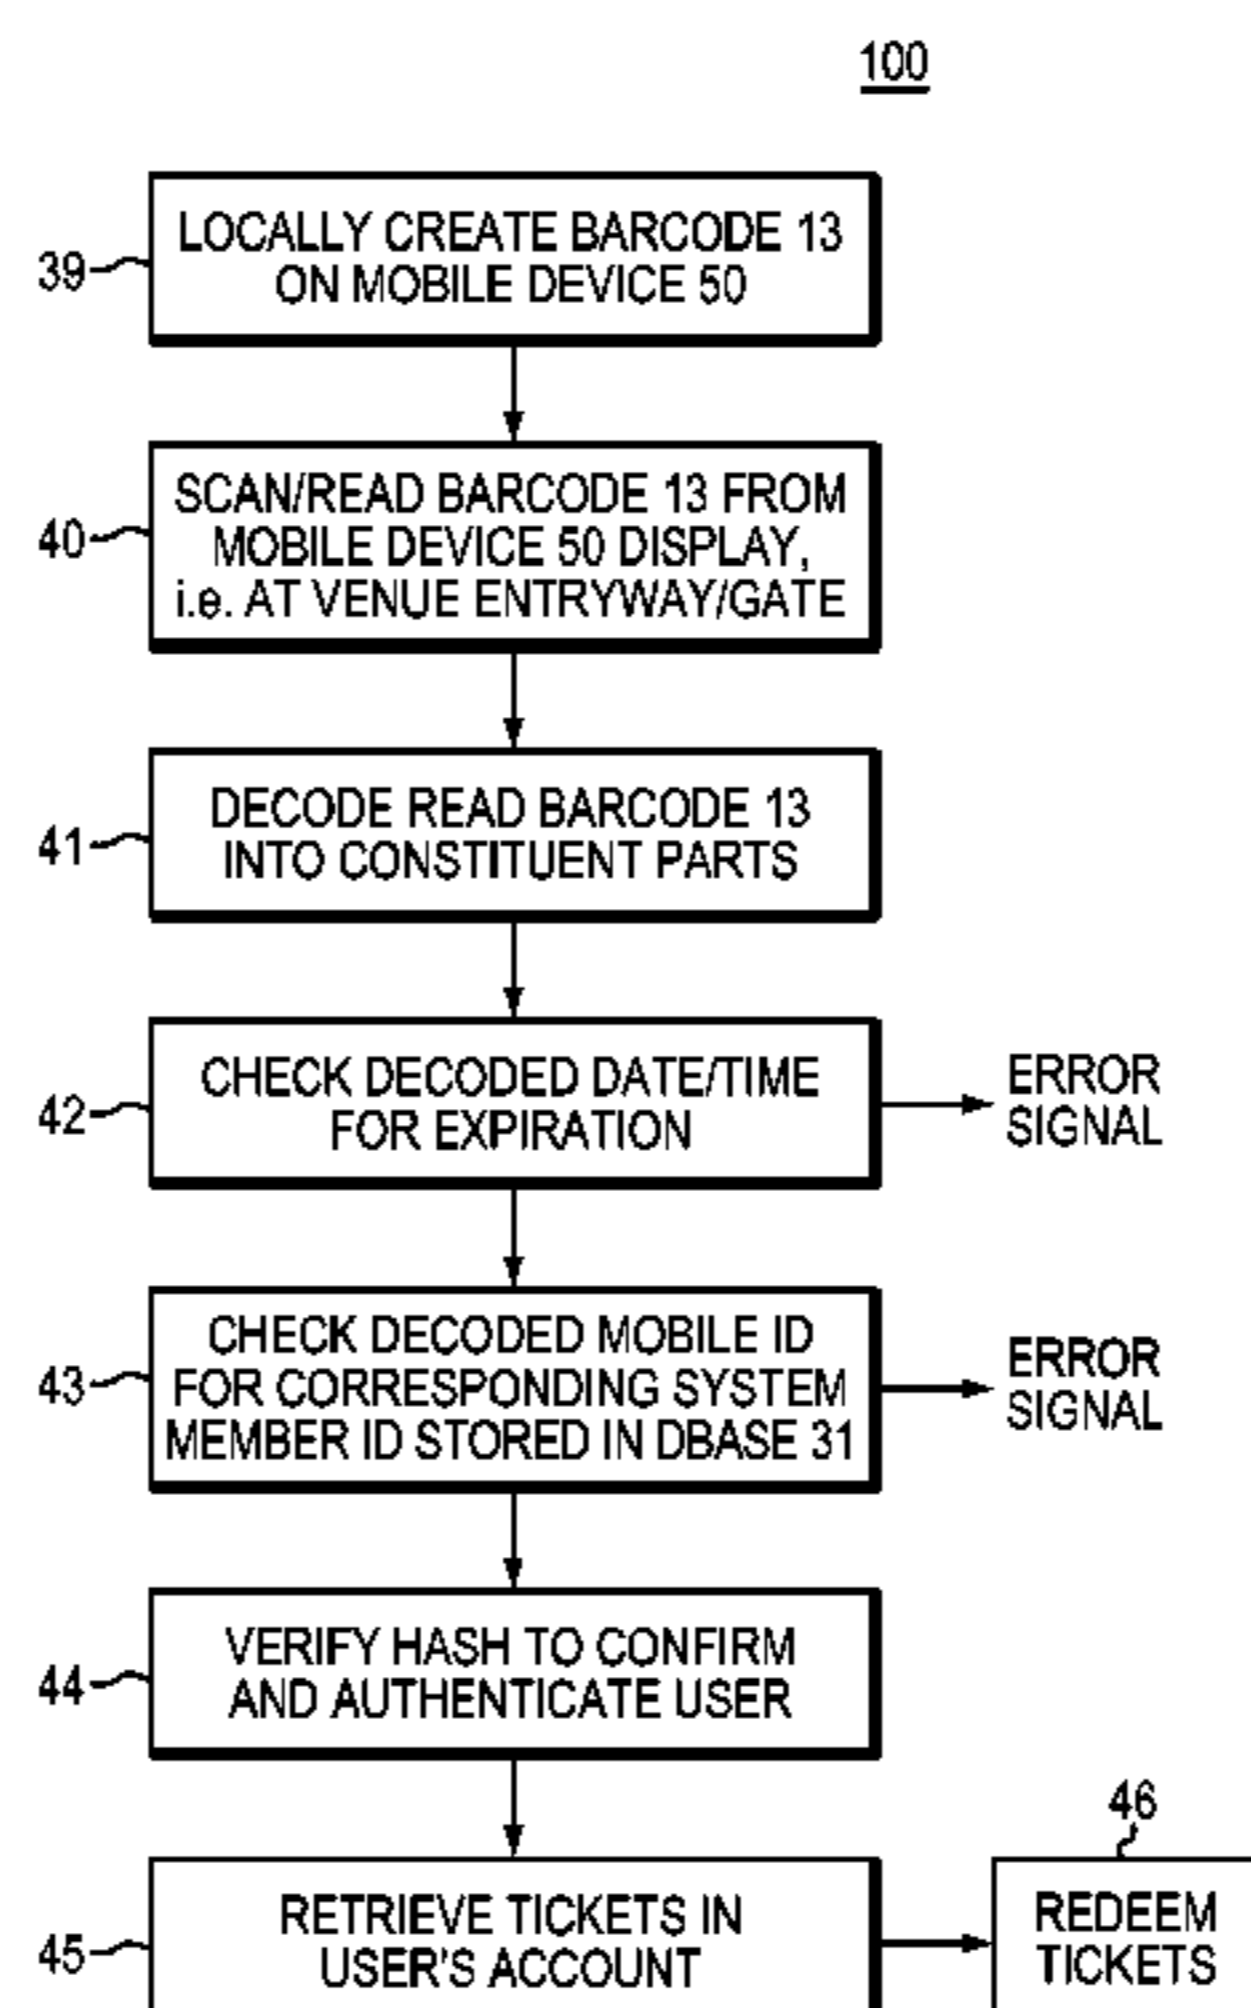 100
39
LOCALLY CREATE BARCODE 13
ON MOBILE DEVICE 50
40
SCAN/READ BARCODE 13 FROM
MOBILE DEVICE 50 DISPLAY,
i.e. AT VENUE ENTRYWAY/GATE
41
DECODE READ BARCODE 13
INTO CONSTITUENT PARTS
42
CHECK DECODED DATE/TIME
FOR EXPIRATION
ERROR
SIGNAL
43
CHECK DECODED MOBILE ID
FOR CORRESPONDING SYSTEM
MEMBER ID STORED IN DBASE 31
ERROR
SIGNAL
44
VERIFY HASH TO CONFIRM
AND AUTHENTICATE USER
45
RETRIEVE TICKETS IN
USER'S ACCOUNT
46
REDEEM
TICKETS